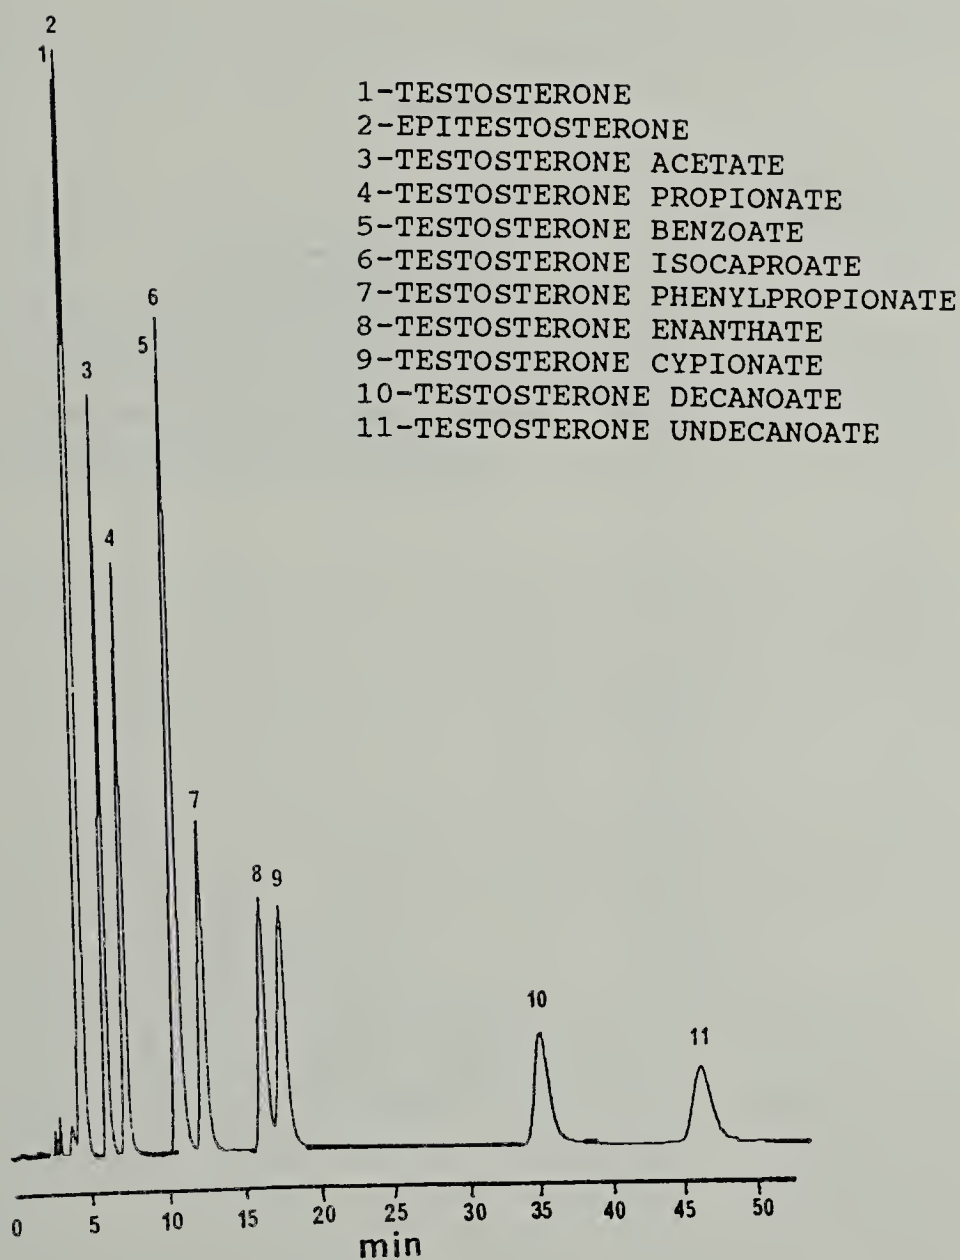 2
1
1-TESTOSTERONE
2-EPITESTOSTERONE
3-TESTOSTERONE ACETATE
4-TESTOSTERONE PROPIONATE
5-TESTOSTERONE BENZOATE
6-TESTOSTERONE ISOCAPROATE
7-TESTOSTERONE PHENYLPROPIONATE
8-TESTOSTERONE ENANTHATE
9-TESTOSTERONE CYPIONATE
10-TESTOSTERONE DECANOATE
11-TESTOSTERONE UNDECANOATE
6
5
3
4
7
8 9
10
11
0 5 10 15 20 25 30 35 40 45 50
min